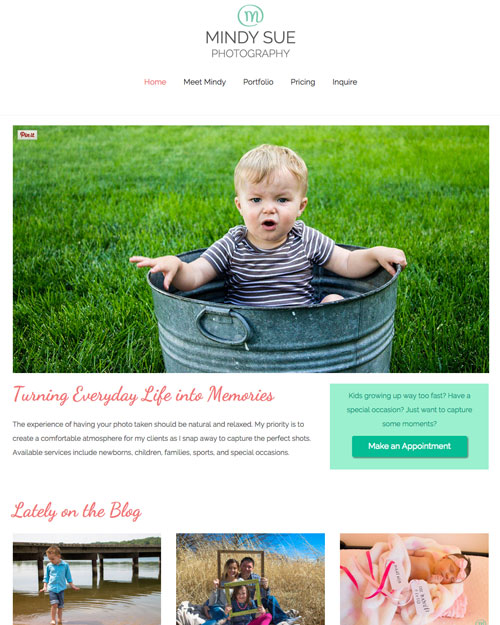 m
MINDY SUE
PHOTOGRAPHY
Home Meet Mindy Portfolio Pricing Inquire
Pin it
Turning Everyday Life into Memories
The experience of having your photo taken should be natural and relaxed. My priority is to
create a comfortable atmosphere for my clients as I snap away to capture the perfect shots.
Available services include newborns, children, families, sports, and special occasions.
Kids growing up way too fast? Have a
special occasion? Just want to capture
some moments?
Make an Appointment
Lately on the Blog